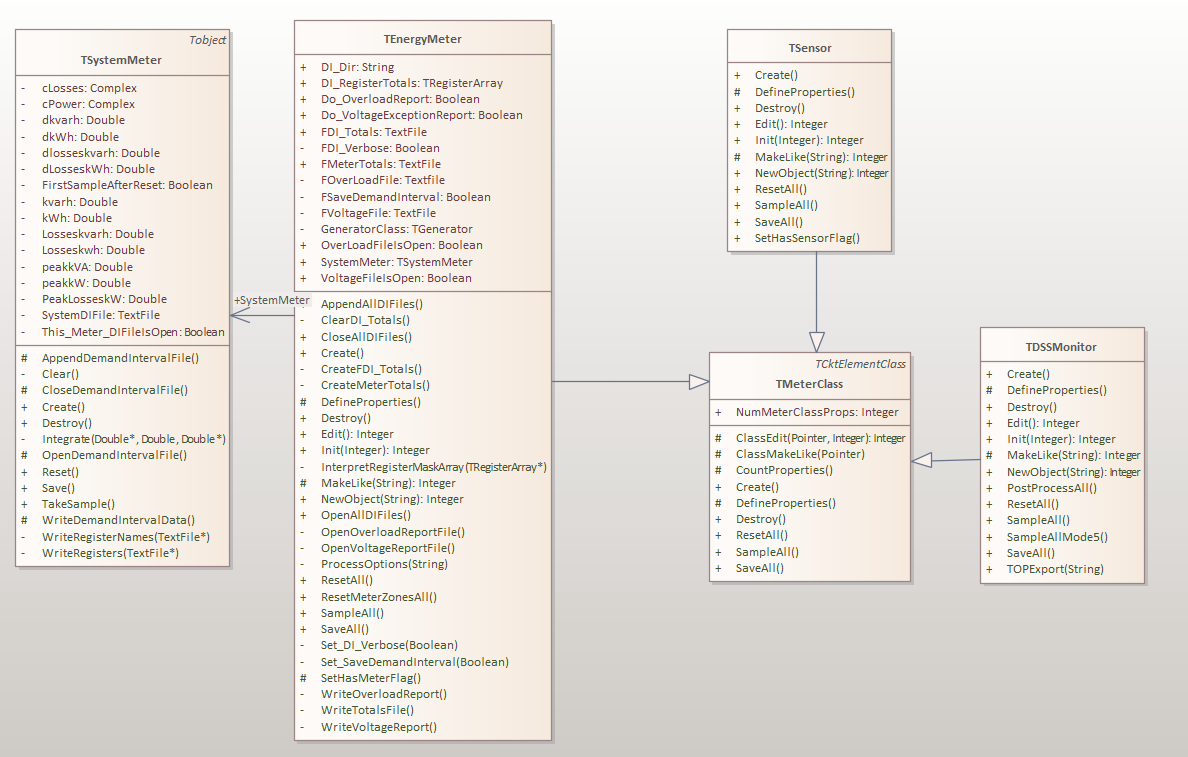 Tobject
TSystemMeter
- cLosses: Complex
- cPower: Complex
- dkvarh: Double
- dkWh: Double
- dlosseskvarh: Double
- dLosseskWh: Double
- FirstSampleAfterReset: Boolean
- kvarh: Double
- kWh: Double
- Losseskvarh: Double
- Losseskwh: Double
- peakkVA: Double
- peakkW: Double
- PeakLosseskW: Double
- SystemDIFile: TextFile
- This_Meter_DIFileIsOpen: Boolean
# AppendDemandIntervalFile()
- Clear()
# CloseDemandIntervalFile()
+ Create()
+ Destroy()
- Integrate(Double*, Double, Double*)
# OpenDemandIntervalFile()
+ Reset()
+ Save()
+ TakeSample()
# WriteDemandIntervalData()
- WriteRegisterNames(TextFile*)
- WriteRegisters(TextFile*)
+SystemMeter
TEnergyMeter
+ DI_Dir: String
+ DI_RegisterTotals: TRegisterArray
+ Do_OverloadReport: Boolean
+ Do_VoltageExceptionReport: Boolean
+ FDI_Totals: TextFile
- FDI_Verbose: Boolean
+ FMeterTotals: TextFile
- FOverLoadFile: Textfile
- FSaveDemandInterval: Boolean
- FVoltageFile: TextFile
- GeneratorClass: TGenerator
+ OverLoadFileIsOpen: Boolean
+ SystemMeter: TSystemMeter
+ VoltageFileIsOpen: Boolean
AppendAllDIFiles()
- ClearDI_Totals()
+ CloseAllDIFiles()
+ Create()
- CreateFDI_Totals()
- CreateMeterTotals()
# DefineProperties()
+ Destroy()
+ Edit(): Integer
+ Init(Integer): Integer
- InterpretRegisterMaskArray(TRegisterArray*)
# MakeLike(String): Integer
+ NewObject(String): Integer
+ OpenAllDIFiles()
- OpenOverloadReportFile()
- OpenVoltageReportFile()
- ProcessOptions(String)
+ ResetAll()
+ ResetMeterZonesAll()
+ SampleAll()
+ SaveAll()
- Set_DI_Verbose(Boolean)
- Set_SaveDemandInterval(Boolean)
# SetHasMeterFlag()
- WriteOverloadReport()
- WriteTotalsFile()
- WriteVoltageReport()
TSensor
+ Create()
# DefineProperties()
+ Destroy()
+ Edit(): Integer
+ Init(Integer): Integer
# MakeLike(String): Integer
+ NewObject(String): Integer
+ ResetAll()
+ SampleAll()
+ SaveAll()
+ SetHasSensorFlag()
TCktElementClass
TMeterClass
+ NumMeterClassProps: Integer
# ClassEdit(Pointer, Integer): Integer
# ClassMakeLike(Pointer)
# CountProperties()
+ Create()
# DefineProperties()
+ Destroy()
+ ResetAll()
+ SampleAll()
+ SaveAll()
TDSSMonitor
+ Create()
# DefineProperties()
+ Destroy()
+ Edit(): Integer
+ Init(Integer): Integer
# MakeLike(String): Integer
+ NewObject(String): Integer
+ PostProcessAll()
+ ResetAll()
+ SampleAll()
+ SampleAllMode5()
+ SaveAll()
+ TOPExport(String)